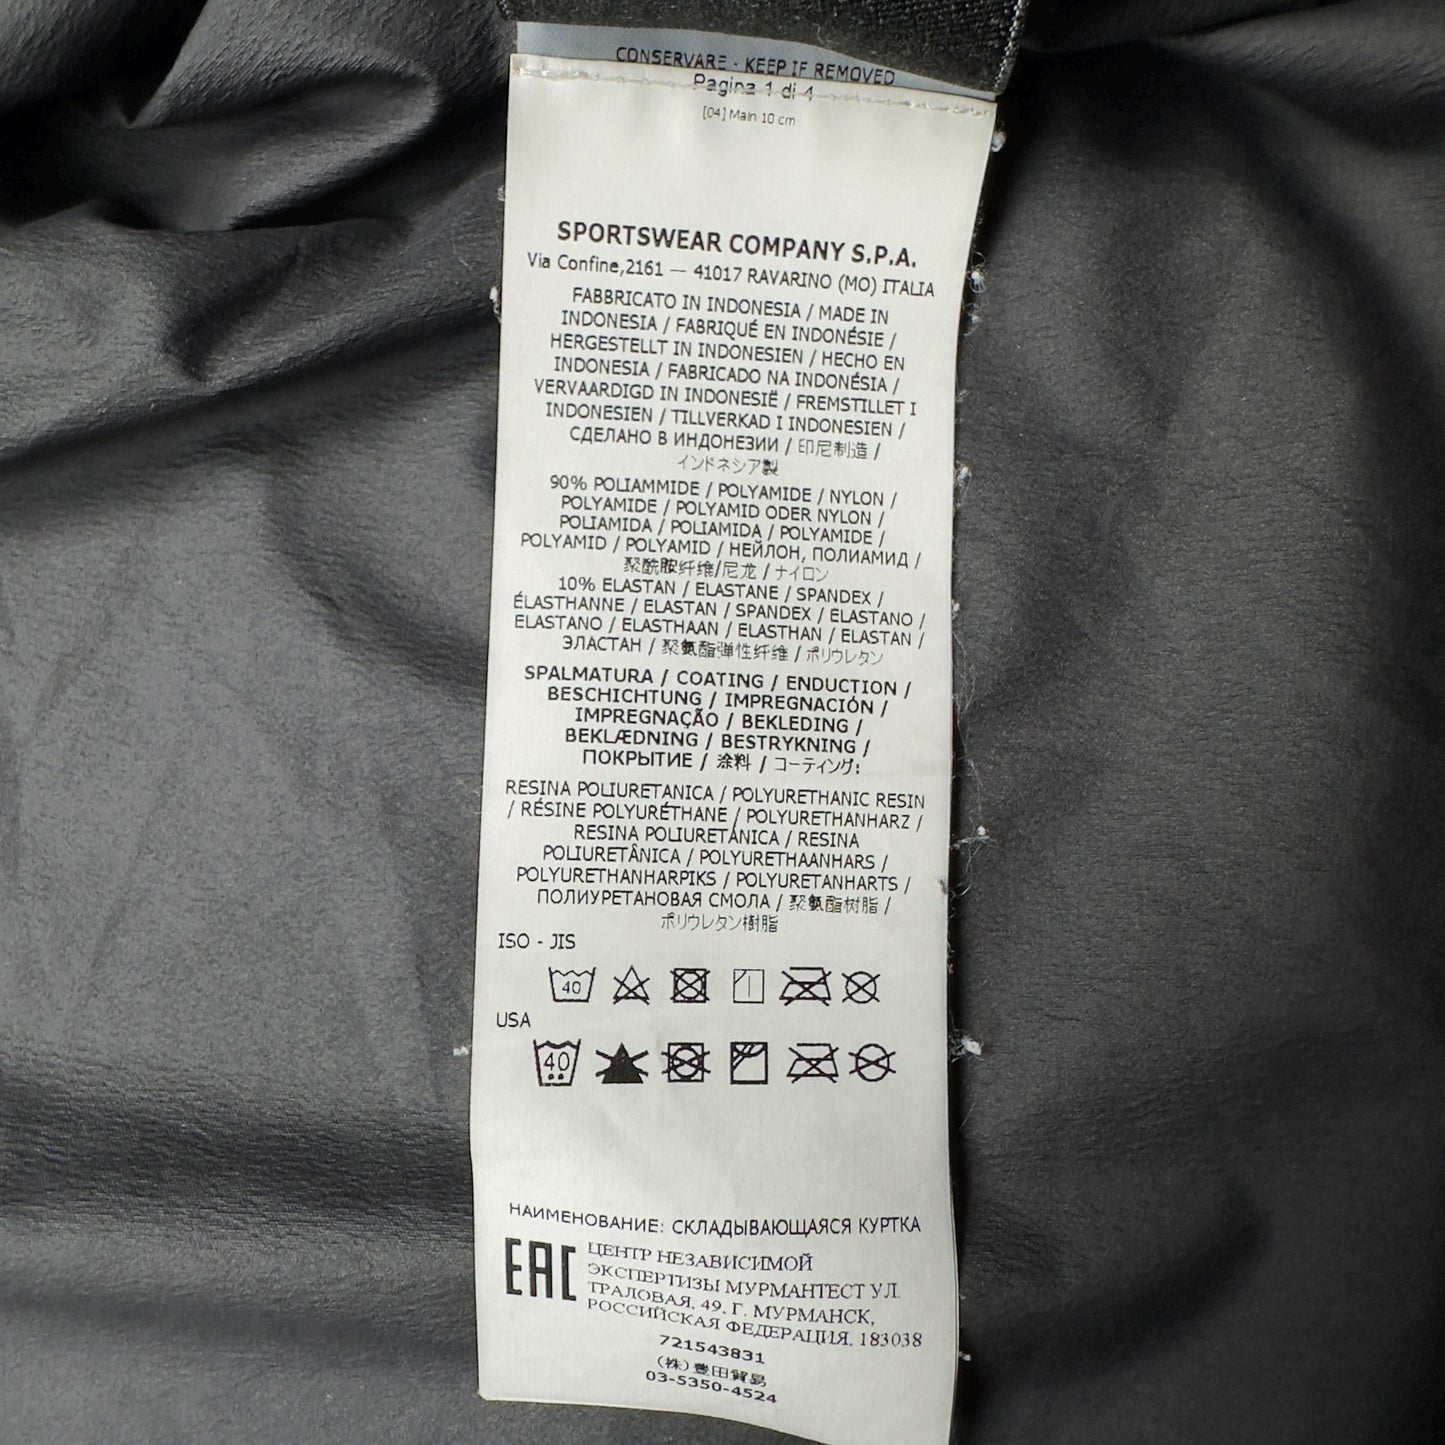 CONSERVARE - KEEP IF REMOVED
Pagina 1 di 4
[04] Main 10 cm
SPORTSWEAR COMPANY S.P.A.
Via Confine,2161 — 41017 RAVARINO (MO) ITALIA
FABBRICATO IN INDONESIA / MADE IN
INDONESIA / FABRIQUÉ EN INDONÉSIE /
HERGESTELLT IN INDONESIEN / HECHO EN
INDONESIA / FABRICADO NA INDONÉSIA /
VERVAARDIGD IN INDONESIË / FREMSTILLET I
INDONESIEN / TILLVERKAD I INDONESIEN /
СДЕЛАНО В ИНДОНЕЗИИ / 印尼制造 /
インドネシア製
90% POLIAMMIDE / POLYAMIDE / NYLON /
POLYAMIDE / POLYAMID ODER NYLON /
POLIAMIDA / POLIAMIDA / POLYAMIDE /
POLYAMID / POLYAMID / НЕЙЛОН, ПОЛИАМИД /
聚酰胺纤维/尼龙 / ナイロン
10% ELASTAN / ELASTANE / SPANDEX /
ÉLASTHANNE / ELASTAN / SPANDEX / ELASTANO /
ELASTANO / ELASTHAAN / ELASTHAN / ELASTAN /
ЭЛАСТАН / 聚氨酯弹性纤维 / ポリウレタン
SPALMATURA / COATING / ENDUCTION /
BESCHICHTUNG / IMPREGNACIÓN /
IMPREGNAÇÃO / BEKLEDING /
BEKLÆDNING / BESTRYKNING /
ПОКРЫТИЕ / 涂料 / コーティング:
RESINA POLIURETANICA / POLYURETHANIC RESIN
/ RÉSINE POLYURÉTHANE / POLYURETHANHARZ /
RESINA POLIURETÁNICA / RESINA
POLIURETÂNICA / POLYURETHAANHARS /
POLYURETHANHARPIKS / POLYURETANHARTS /
ПОЛИУРЕТАНОВАЯ СМОЛА / 聚氨酯树脂 /
ポリウレタン樹脂
ISO - JIS
40
USA
40
НАИМЕНОВАНИЕ: СКЛАДЫВАЮЩАЯСЯ КУРТКА
EAC
ЦЕНТР НЕЗАВИСИМОЙ
ЭКСПЕРТИЗЫ МУРМАНТЕСТ УЛ.
ТРАЛОВАЯ, 49, Г. МУРМАНСК,
РОССИЙСКАЯ ФЕДЕРАЦИЯ, 183038
721543831
(株) 豊田貿易
03-5350-4524